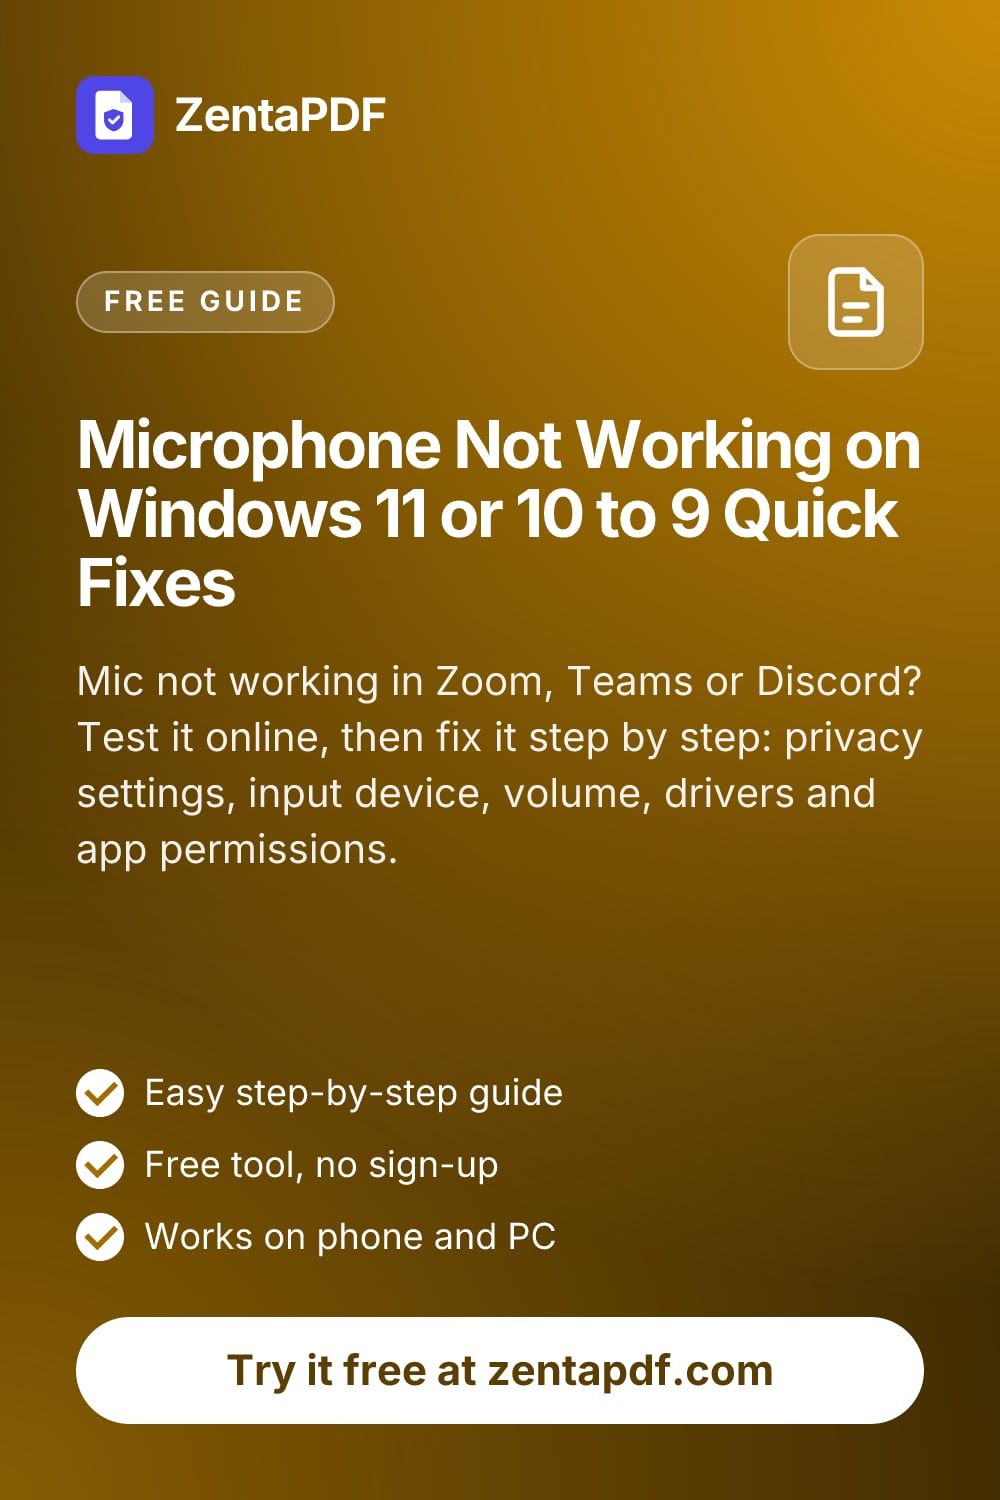 ZentaPDF
FREE GUIDE
Microphone Not Working on
Windows 11 or 10 to 9 Quick
Fixes
Mic not working in Zoom, Teams or Discord?
Test it online, then fix it step by step: privacy
settings, input device, volume, drivers and
app permissions.
Easy step-by-step guide
Free tool, no sign-up
Works on phone and PC
Try it free at zentapdf.com